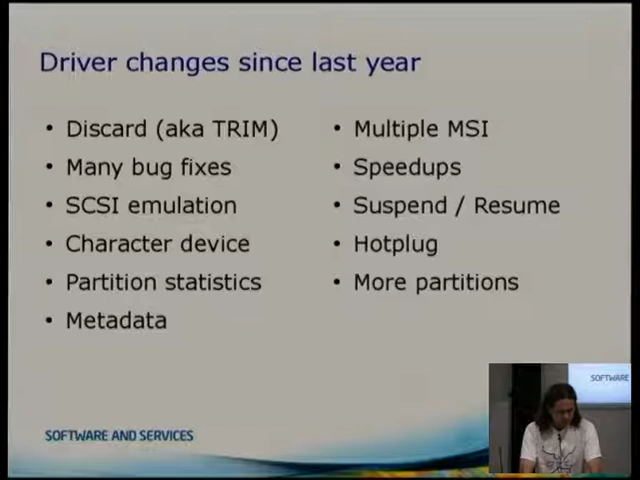 Driver changes since last year
• Discard (aka TRIM)
• Many bug fixes
• SCSI emulation
• Character device
• Partition statistics
• Metadata
• Multiple MSI
• Speedups
• Suspend / Resume
• Hotplug
• More partitions
SOFTWARE AND SERVICES
SOFTWARE